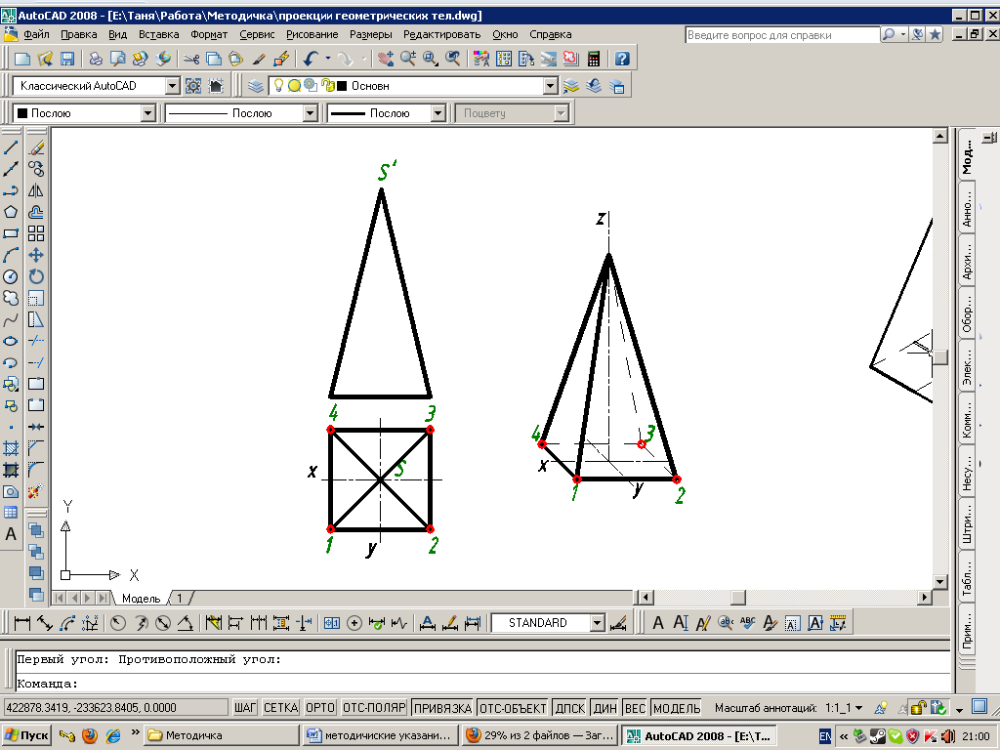 AutoCAD 2008 - [E:\Таня\Работа\Методичка\проекции геометрических тел.dwg]
Файл Правка Вид Вставка Формат Сервис Рисование Размеры Редактировать Окно Справка
Введите вопрос для справки
Классический AutoCAD
Основн
Послою
Послою
Послою
Поцвету
S'
4 3
x S
1 y 2
z
4 3
x y
1 2
Y
X
Мод...
Анно...
Архи...
Обор...
Элек...
Комм...
Несу...
Штри...
Табл...
Прим...
Модель 1
STANDARD
Первый угол: Противоположный угол:
Команда:
422878.3419, -233623.8405, 0.0000 ШАГ СЕТКА ОРТО ОТС-ПОЛЯР ПРИВЯЗКА ОТС-ОБЪЕКТ ДПСК ДИН ВЕС МОДЕЛЬ Масштаб аннотаций: 1:1_1
Пуск » Методичка методичиские указани... 29% из 2 файлов — Заг... AutoCAD 2008 - [E:\Т... EN « 21:00